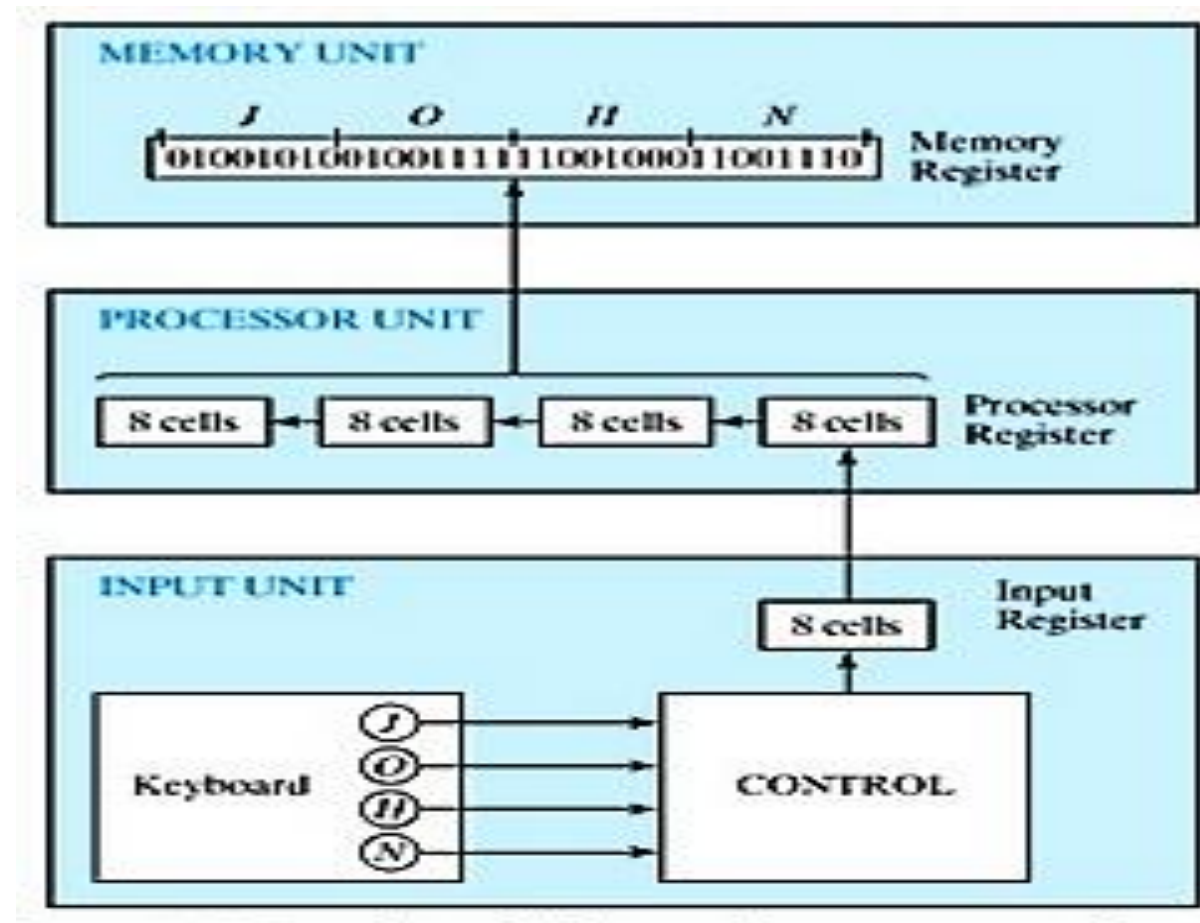 MEMORY UNIT
J O H N
01001010010011111100100011001110
Memory
Register
PROCESSOR UNIT
8 cells 8 cells 8 cells 8 cells
Processor
Register
INPUT UNIT
Input
Register
8 cells
Keyboard
J
O
H
N
CONTROL